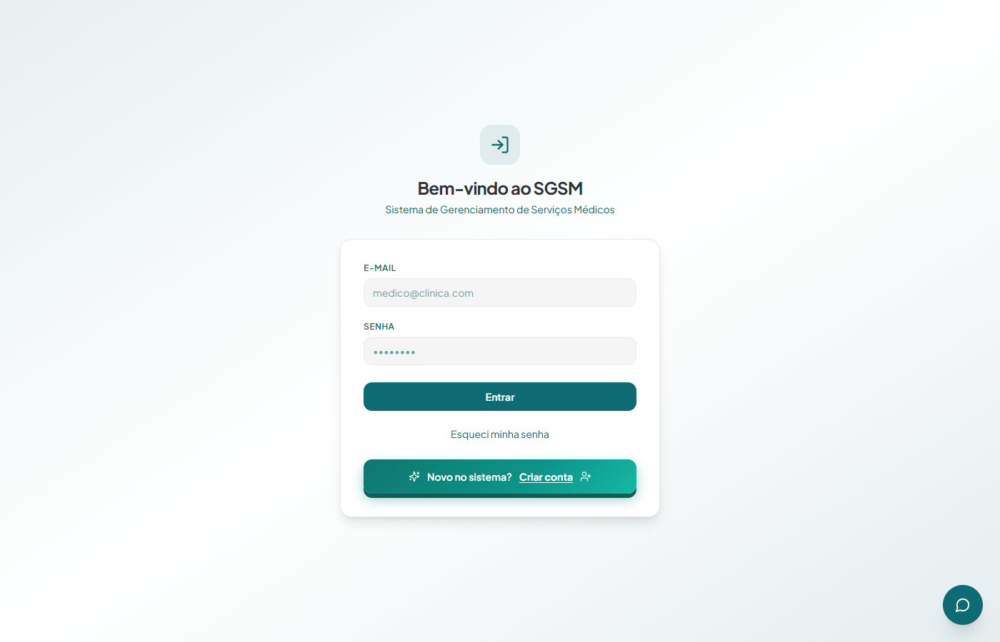 Bem-vindo ao SGSM
Sistema de Gerenciamento de Serviços Médicos
E-MAIL
medico@clinica.com
SENHA
••••••••
Entrar
Esqueci minha senha
Novo no sistema? Criar conta